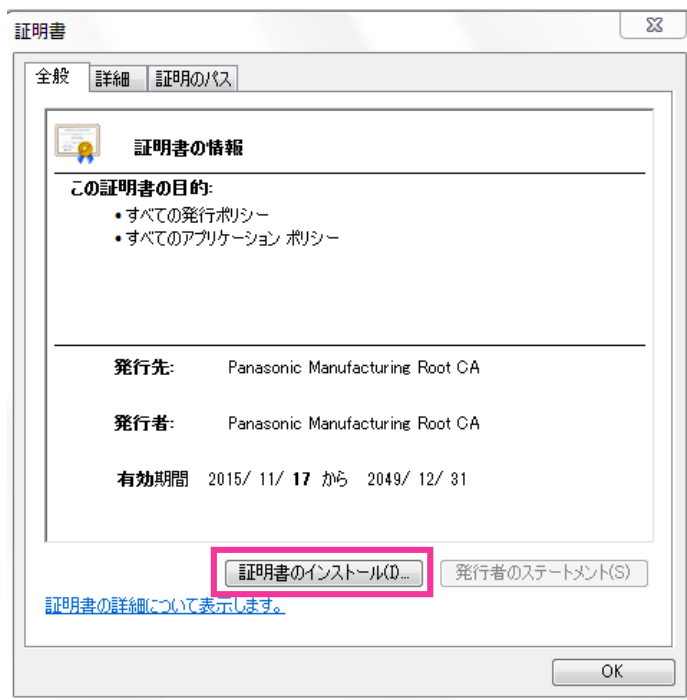 証明書
全般 詳細 証明のパス
証明書の情報
この証明書の目的:
• すべての発行ポリシー
• すべてのアプリケーション ポリシー
発行先: Panasonic Manufacturing Root CA
発行者: Panasonic Manufacturing Root CA
有効期間 2015/ 11/ 17 から 2049/ 12/ 31
証明書のインストール(I)... 発行者のステートメント(S)
証明書の詳細について表示します。
OK